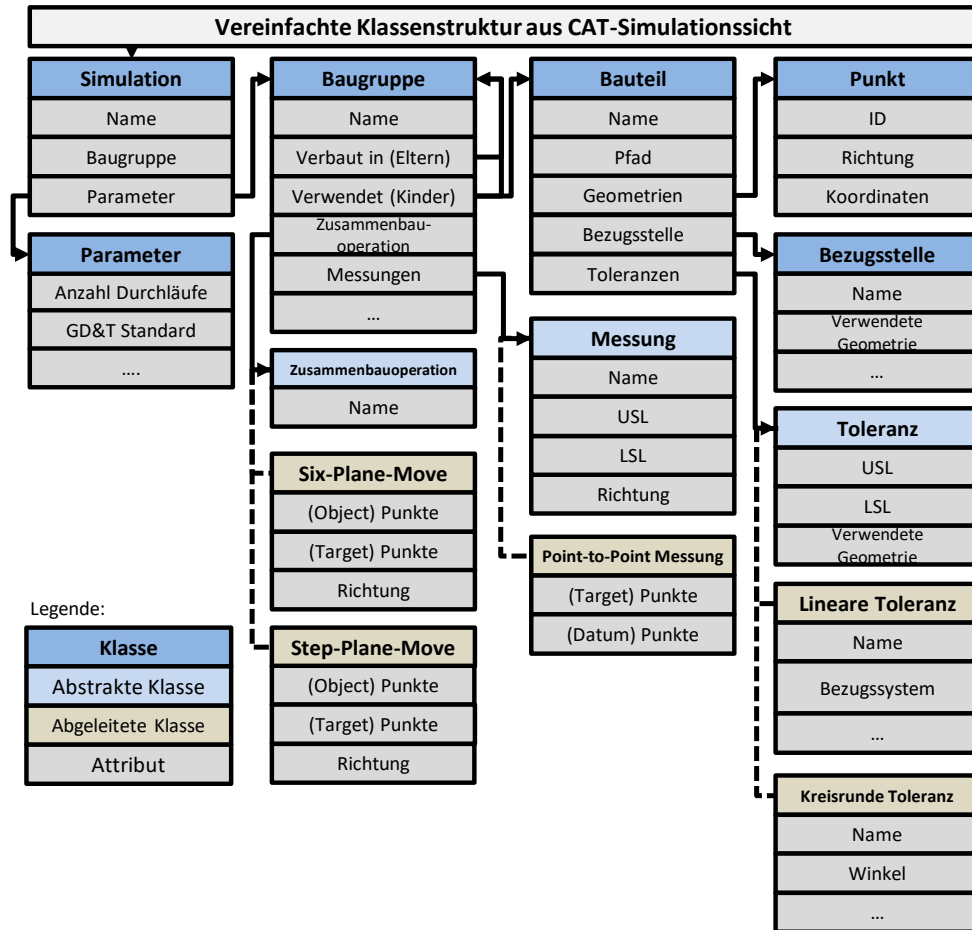 Vereinfachte Klassenstruktur aus CAT-Simulationssicht
Simulation
Name
Baugruppe
Parameter
Parameter
Anzahl Durchläufe
GD&T Standard
....
Legende:
Klasse
Abstrakte Klasse
Abgeleitete Klasse
Attribut
Baugruppe
Name
Verbaut in (Eltern)
Verwendet (Kinder)
Zusammenbau-
operation
Messungen
...
Zusammenbauoperation
Name
Six-Plane-Move
(Object) Punkte
(Target) Punkte
Richtung
Step-Plane-Move
(Object) Punkte
(Target) Punkte
Richtung
Bauteil
Name
Pfad
Geometrien
Bezugsstelle
Toleranzen
Messung
Name
USL
LSL
Richtung
Point-to-Point Messung
(Target) Punkte
(Datum) Punkte
Punkt
ID
Richtung
Koordinaten
Bezugsstelle
Name
Verwendete
Geometrie
...
Toleranz
USL
LSL
Verwendete
Geometrie
Lineare Toleranz
Name
Bezugssystem
...
Kreisrunde Toleranz
Name
Winkel
...